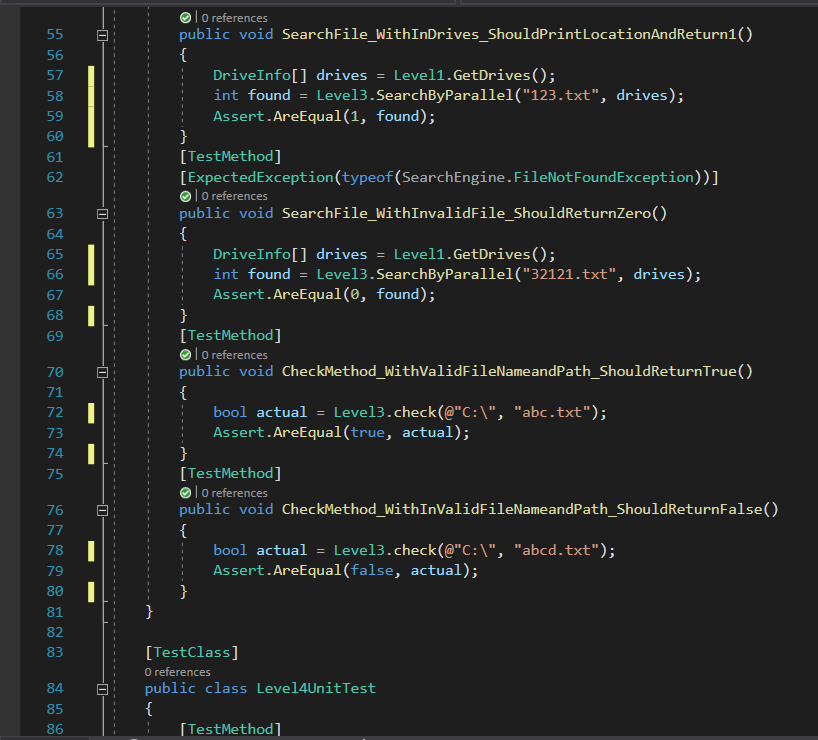 0 references
55 public void SearchFile_WithInDrives_ShouldPrintLocationAndReturn1()
56 {
57 DriveInfo[] drives = Level1.GetDrives();
58 int found = Level3.SearchByParallel("123.txt", drives);
59 Assert.AreEqual(1, found);
60 }
61 [TestMethod]
62 [ExpectedException(typeof(SearchEngine.FileNotFoundException))]
0 references
63 public void SearchFile_WithInvalidFile_ShouldReturnZero()
64 {
65 DriveInfo[] drives = Level1.GetDrives();
66 int found = Level3.SearchByParallel("32121.txt", drives);
67 Assert.AreEqual(0, found);
68 }
69 [TestMethod]
0 references
70 public void CheckMethod_WithValidFileNameandPath_ShouldReturnTrue()
71 {
72 bool actual = Level3.check(@"C:\", "abc.txt");
73 Assert.AreEqual(true, actual);
74 }
75 [TestMethod]
0 references
76 public void CheckMethod_WithInValidFileNameandPath_ShouldReturnFalse()
77 {
78 bool actual = Level3.check(@"C:\", "abcd.txt");
79 Assert.AreEqual(false, actual);
80 }
81 }
82
83 [TestClass]
0 references
84 public class Level4UnitTest
85 {
86 [TestMethod]